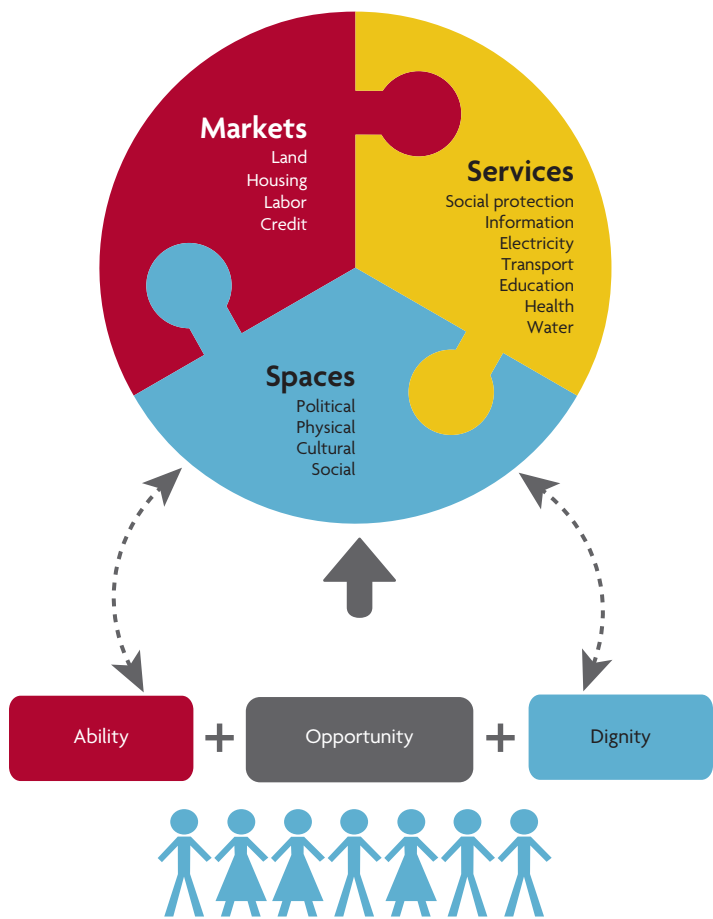 Markets
Land
Housing
Labor
Credit
Services
Social protection
Information
Electricity
Transport
Education
Health
Water
Spaces
Political
Physical
Cultural
Social
Ability + Opportunity + Dignity